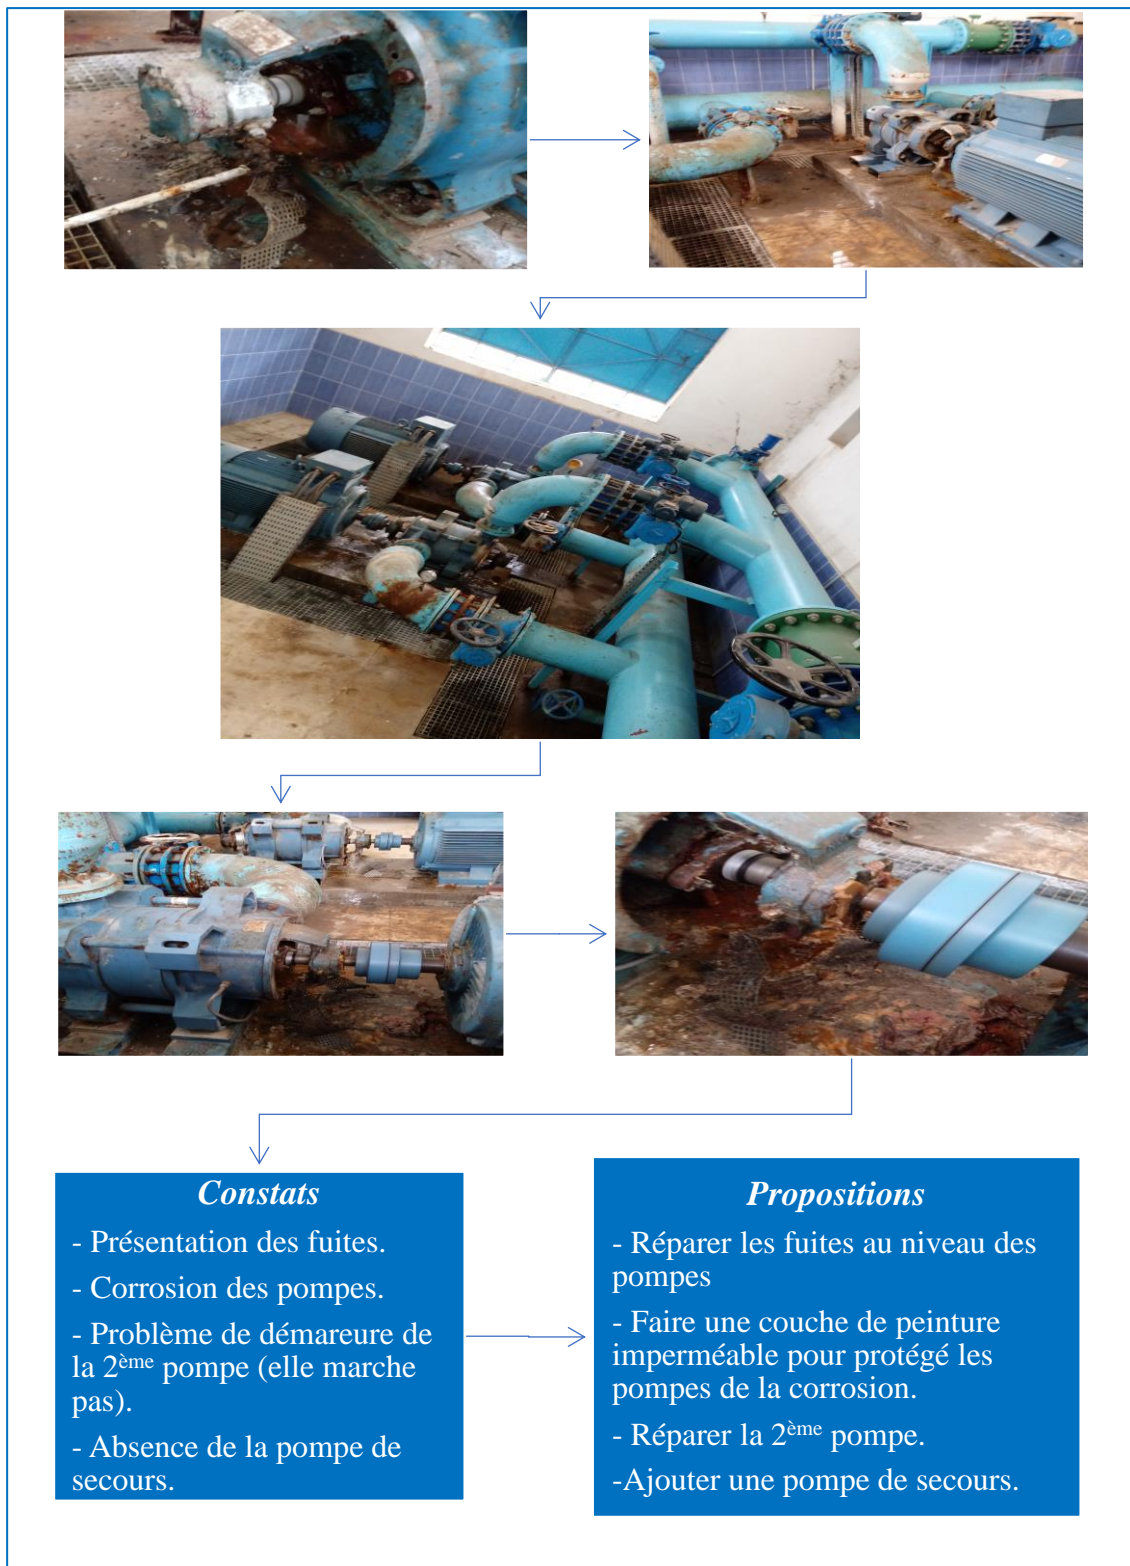 Constats
- Présentation des fuites.
- Corrosion des pompes.
- Problème de démareure de
la 2ème pompe (elle marche
pas).
- Absence de la pompe de
secours.
Propositions
- Réparer les fuites au niveau des
pompes
- Faire une couche de peinture
imperméable pour protégé les
pompes de la corrosion.
- Réparer la 2ème pompe.
-Ajouter une pompe de secours.